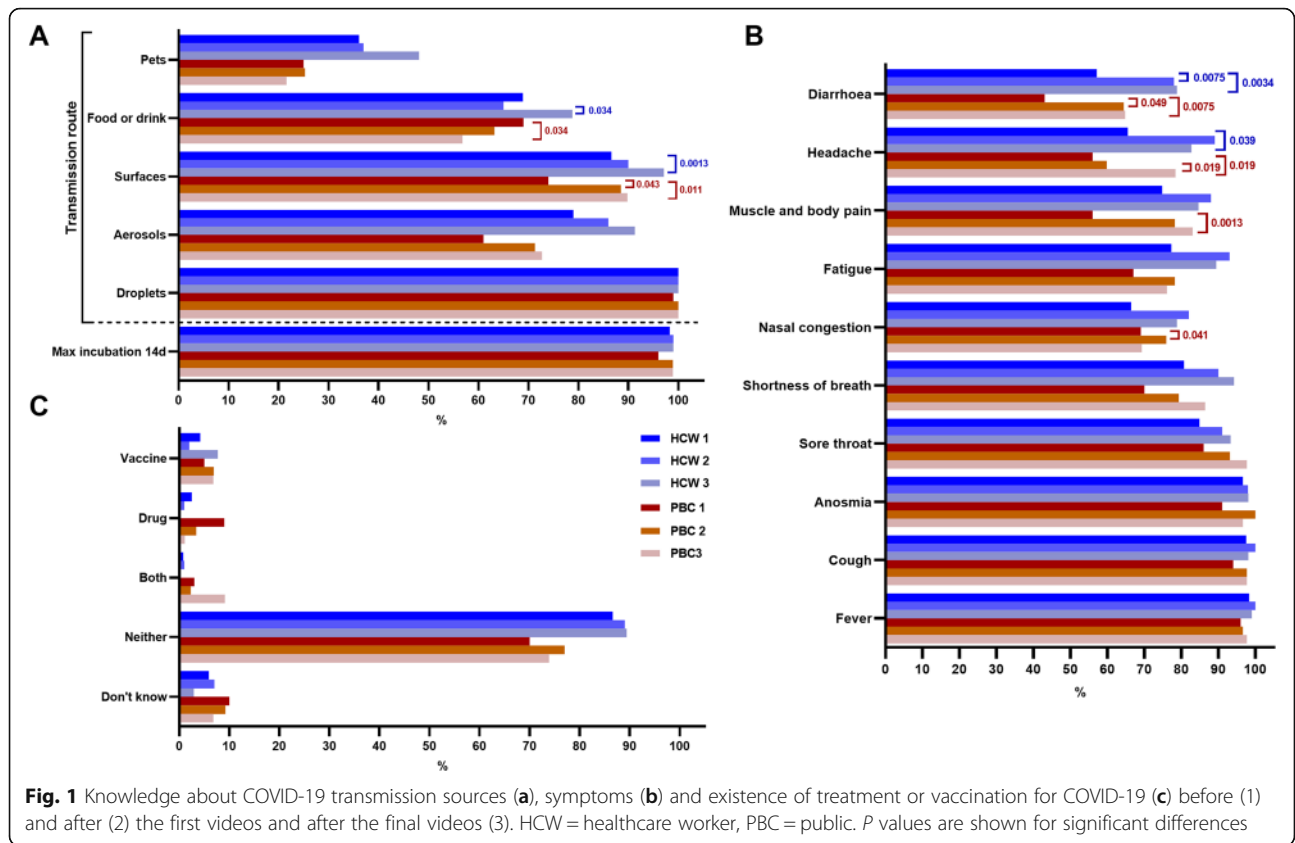 A
Transmission route
Pets
Food or drink
Surfaces
Aerosols
Droplets
Max incubation 14d
0.034
0.034
0.0013
0.043
0.011
0 10 20 30 40 50 60 70 80 90 100
%
B
Diarrhoea
Headache
Muscle and body pain
Fatigue
Nasal congestion
Shortness of breath
Sore throat
Anosmia
Cough
Fever
0.0075
0.0034
0.049
0.0075
0.039
0.019
0.019
0.0013
0.041
0 10 20 30 40 50 60 70 80 90 100
%
C
Vaccine
Drug
Both
Neither
Don't know
HCW 1
HCW 2
HCW 3
PBC 1
PBC 2
PBC3
0 10 20 30 40 50 60 70 80 90 100
%
Fig. 1 Knowledge about COVID-19 transmission sources (a), symptoms (b) and existence of treatment or vaccination for COVID-19 (c) before (1)
and after (2) the first videos and after the final videos (3). HCW = healthcare worker, PBC = public. P values are shown for significant differences